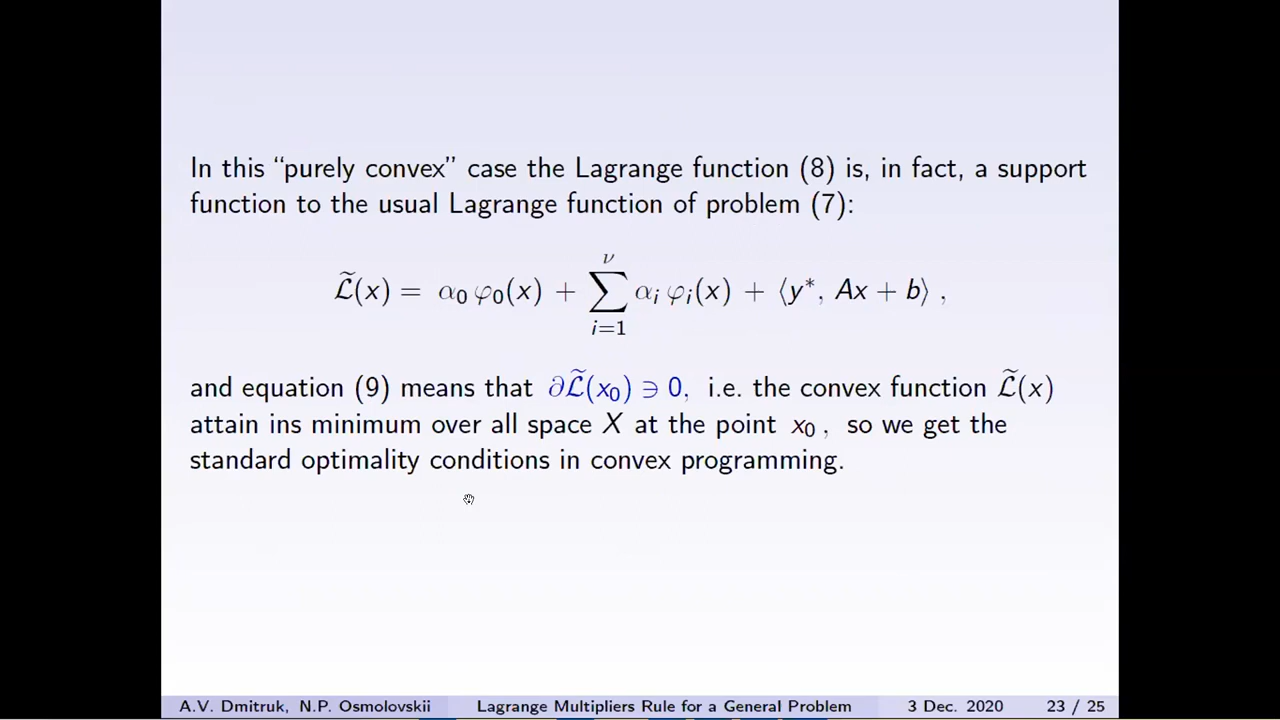 In this “purely convex” case the Lagrange function (8) is, in fact, a support
function to the usual Lagrange function of problem (7):
ℒ̃(x) = α₀ φ₀(x) + ∑_{i=1}^{ν} αᵢ φᵢ(x) + ⟨y*, Ax + b⟩ ,
and equation (9) means that ∂ℒ̃(x₀) ∋ 0, i.e. the convex function ℒ̃(x)
attain ins minimum over all space X at the point x₀ , so we get the
standard optimality conditions in convex programming.
A.V. Dmitruk, N.P. Osmolovskii Lagrange Multipliers Rule for a General Problem 3 Dec. 2020 23 / 25